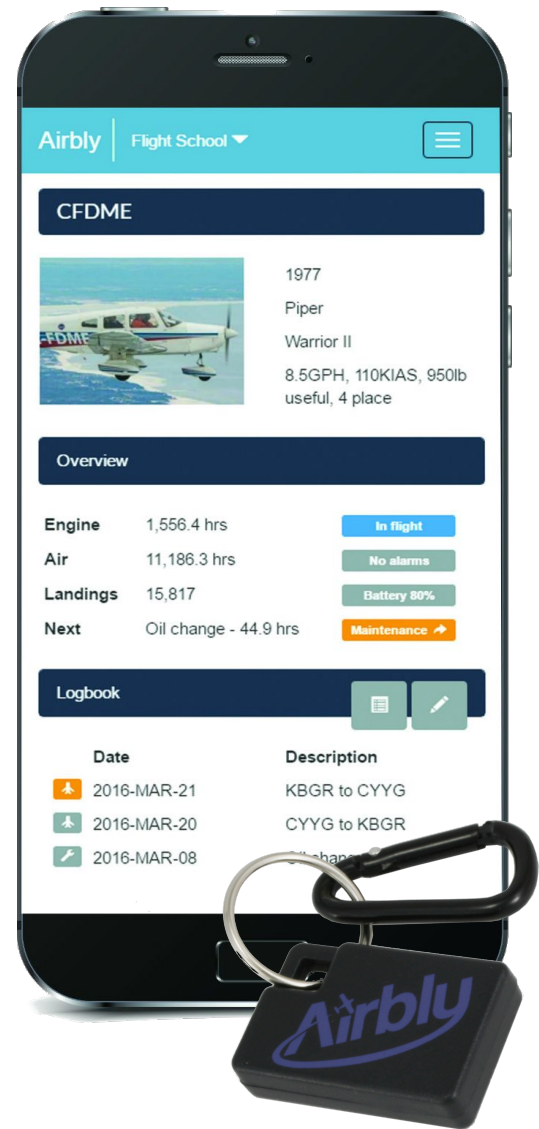 Airbly
Flight School
CFDME
-FDME
1977
Piper
Warrior II
8.5GPH, 110KIAS, 950lb
useful, 4 place
Overview
Engine 1,556.4 hrs In flight
Air 11,186.3 hrs No alarms
Landings 15,817 Battery 80%
Next Oil change - 44.9 hrs Maintenance
Logbook
Date Description
2016-MAR-21 KBGR to CYYG
2016-MAR-20 CYYG to KBGR
2016-MAR-08
Airbly